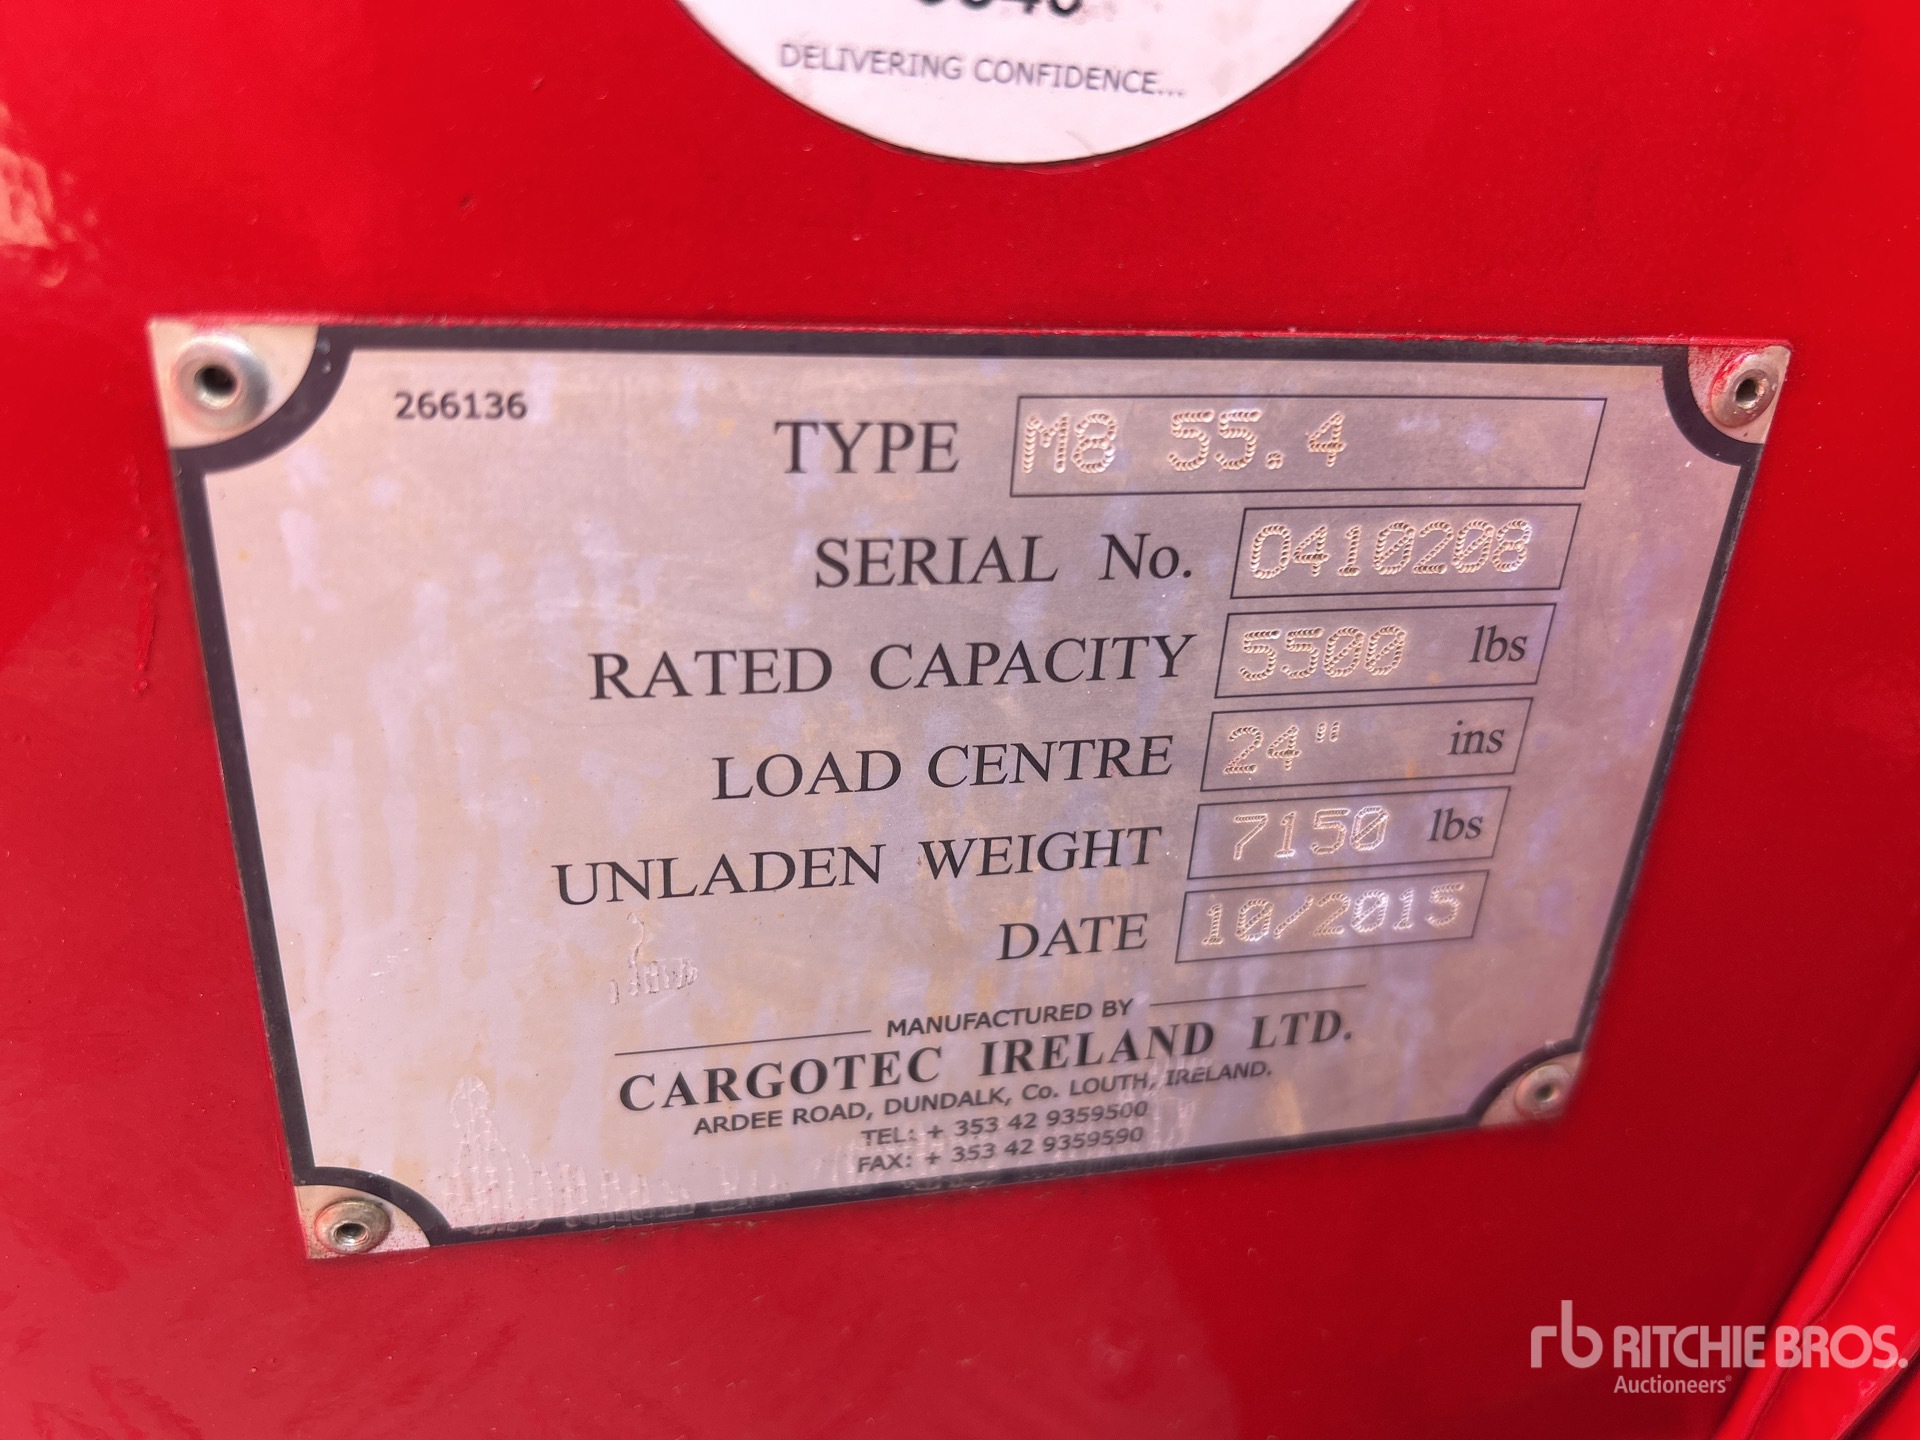 DELIVERING CONFIDENCE...
266136
TYPE M8 55.4
SERIAL No. 0410208
RATED CAPACITY 5500 lbs
LOAD CENTRE 24" ins
UNLADEN WEIGHT 7150 lbs
DATE 10/2015
MANUFACTURED BY
CARGOTEC IRELAND LTD.
ARDEE ROAD, DUNDALK, Co. LOUTH, IRELAND.
TEL: + 353 42 9359500
FAX: + 353 42 9359590
rb RITCHIE BROS.
Auctioneers®